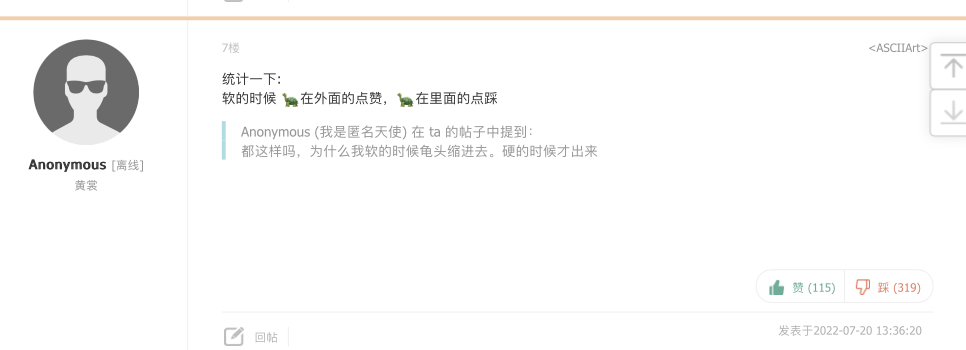 7楼
<ASCIIArt>
统计一下:
软的时候 🐢在外面的点赞，🐢在里面的点踩
Anonymous (我是匿名天使) 在 ta 的帖子中提到：
都这样吗，为什么我软的时候龟头缩进去。硬的时候才出来
Anonymous [离线]
黄裳
赞 (115)
踩 (319)
回帖
发表于2022-07-20 13:36:20